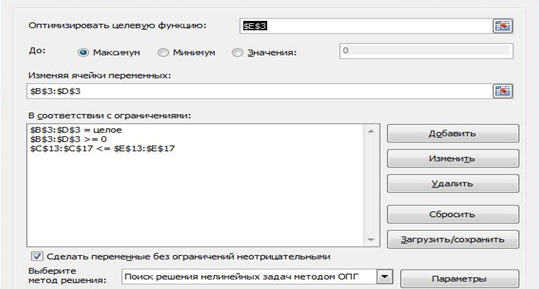 Оптимизировать целевую функцию: $E$3
До: Максимум Минимум Значения: 0
Изменяя ячейки переменных:
$B$3:$D$3
В соответствии с ограничениями:
$B$3:$D$3 = целое
$B$3:$D$3 >= 0
$C$13:$C$17 <= $E$13:$E$17
Добавить
Изменить
Удалить
Сбросить
Загрузить/сохранить
Сделать переменные без ограничений неотрицательными
Выберите
метод решения: Поиск решения нелинейных задач методом ОПГ Параметры